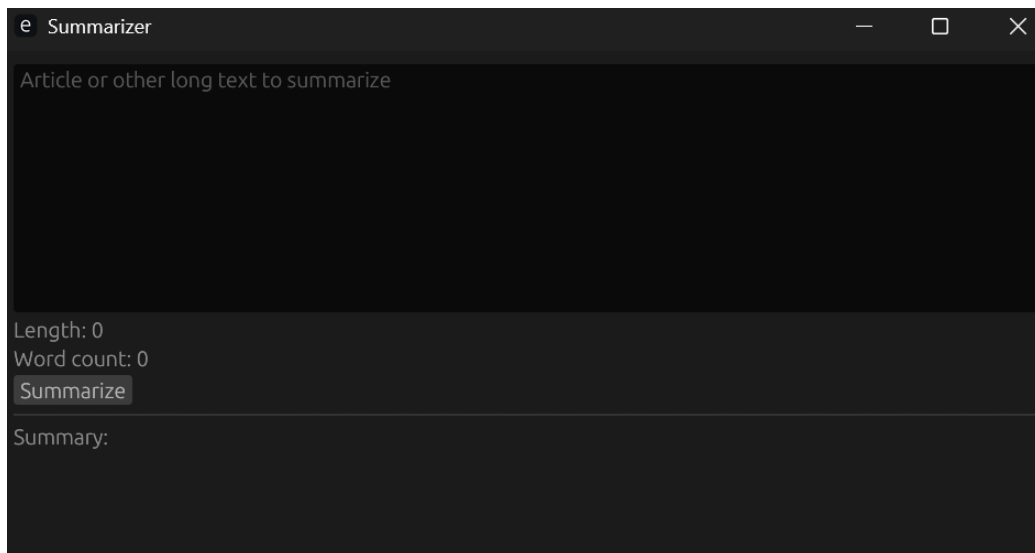 e Summarizer
Article or other long text to summarize
Length: 0
Word count: 0
Summarize
Summary: